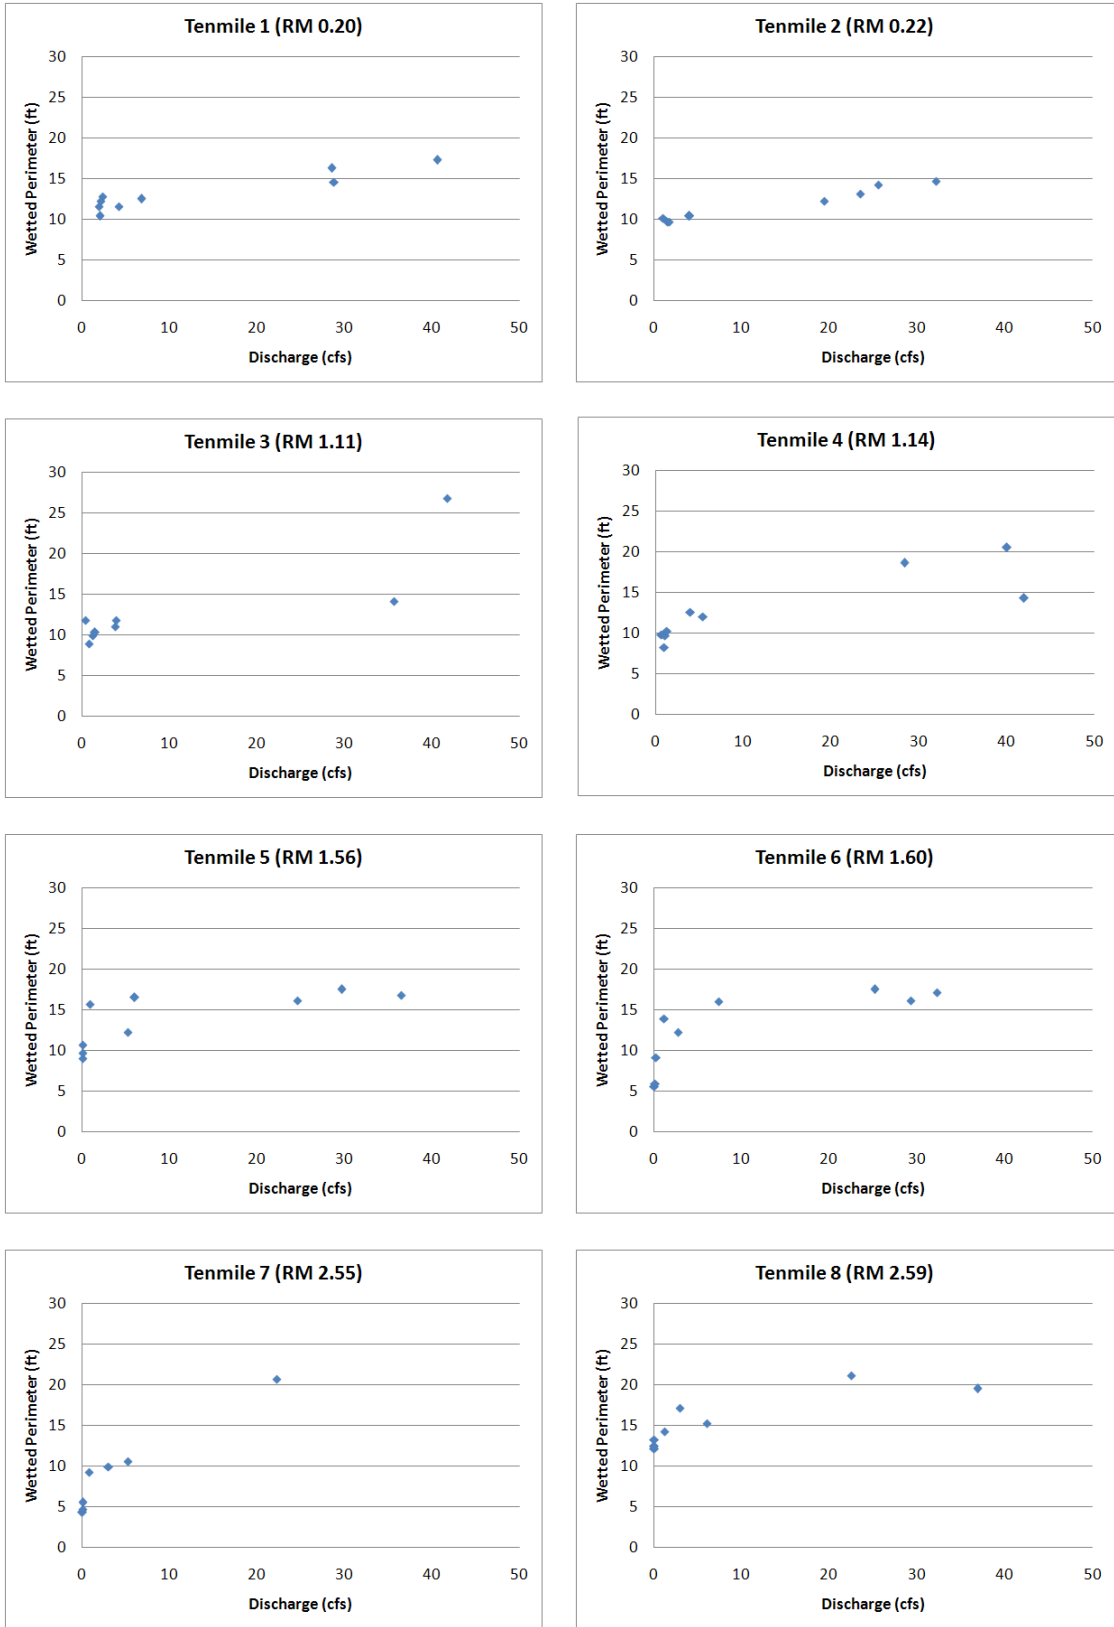 Tenmile 1 (RM 0.20)
30
25
20
15
10
5
0
Wetted Perimeter (ft)
0 10 20 30 40 50
Discharge (cfs)
Tenmile 2 (RM 0.22)
30
25
20
15
10
5
0
Wetted Perimeter (ft)
0 10 20 30 40 50
Discharge (cfs)
Tenmile 3 (RM 1.11)
30
25
20
15
10
5
0
Wetted Perimeter (ft)
0 10 20 30 40 50
Discharge (cfs)
Tenmile 4 (RM 1.14)
30
25
20
15
10
5
0
Wetted Perimeter (ft)
0 10 20 30 40 50
Discharge (cfs)
Tenmile 5 (RM 1.56)
30
25
20
15
10
5
0
Wetted Perimeter (ft)
0 10 20 30 40 50
Discharge (cfs)
Tenmile 6 (RM 1.60)
30
25
20
15
10
5
0
Wetted Perimeter (ft)
0 10 20 30 40 50
Discharge (cfs)
Tenmile 7 (RM 2.55)
30
25
20
15
10
5
0
Wetted Perimeter (ft)
0 10 20 30 40 50
Discharge (cfs)
Tenmile 8 (RM 2.59)
30
25
20
15
10
5
0
Wetted Perimeter (ft)
0 10 20 30 40 50
Discharge (cfs)